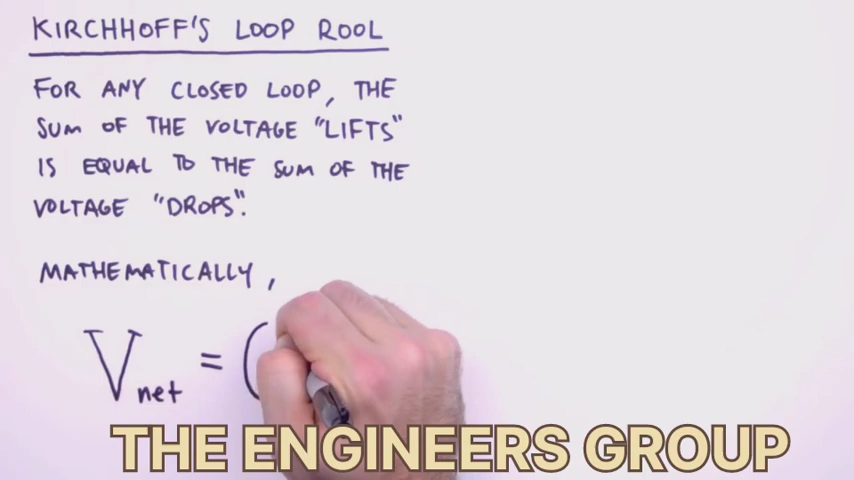 KIRCHHOFF'S LOOP ROOL
FOR ANY CLOSED LOOP, THE
SUM OF THE VOLTAGE "LIFTS"
IS EQUAL TO THE SUM OF THE
VOLTAGE "DROPS".
MATHEMATICALLY,
Vnet = (
THE ENGINEERS GROUP